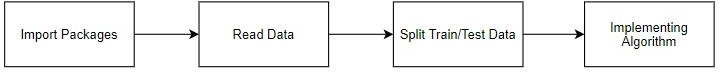 Import Packages
Read Data
Split Train/Test Data
Implementing
Algorithm